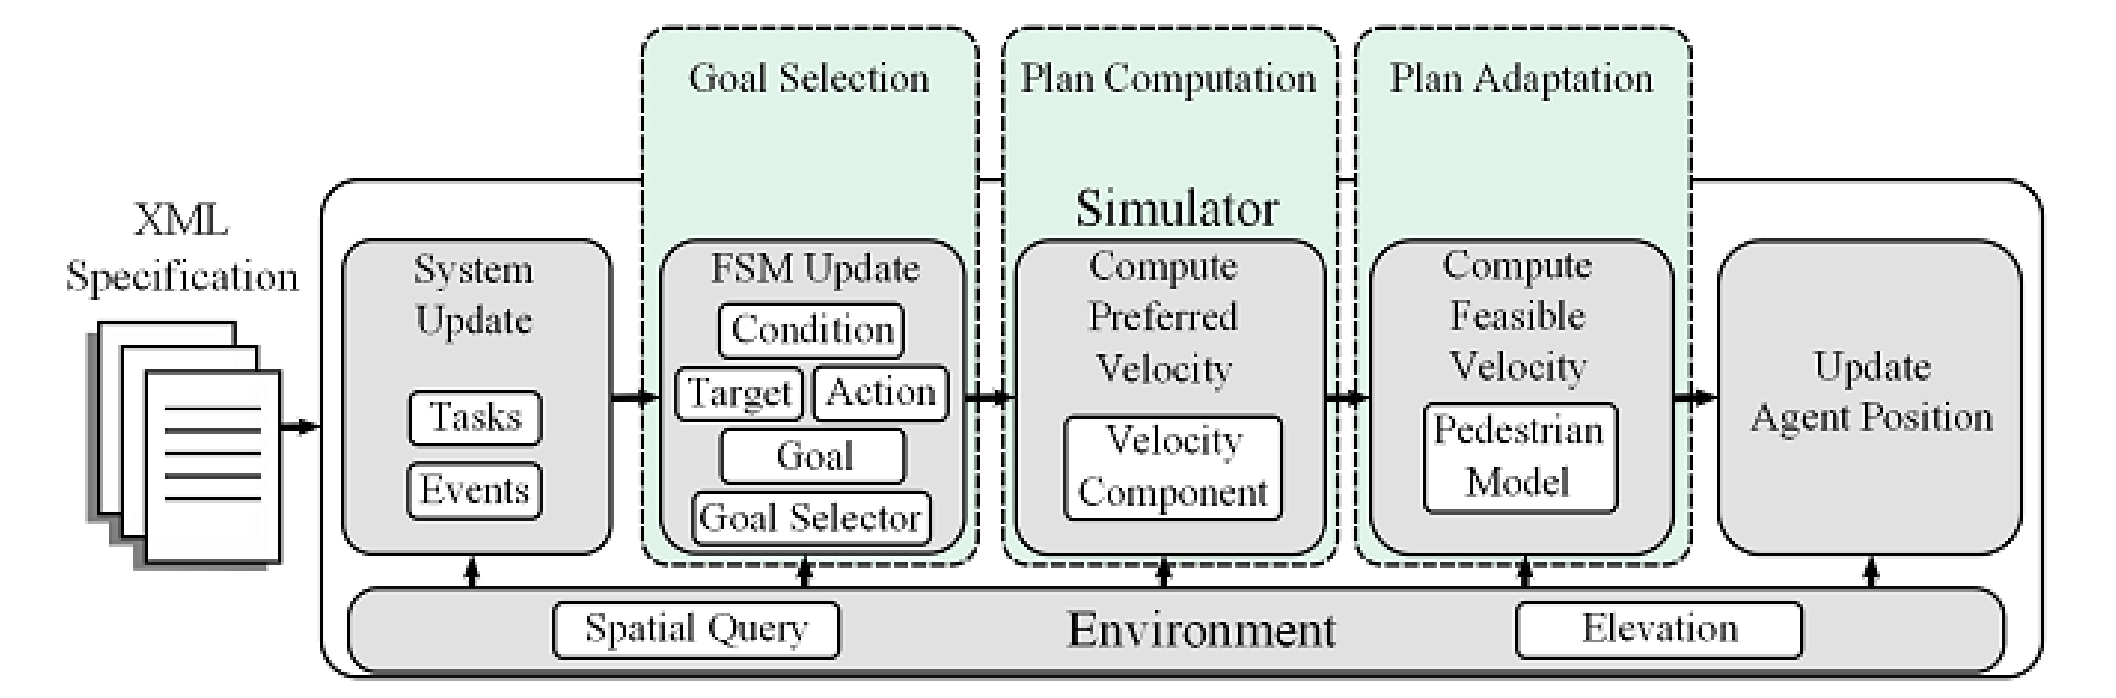 Goal Selection
Plan Computation
Plan Adaptation
XML
Specification
Simulator
System
Update
Tasks
Events
FSM Update
Condition
Target
Action
Goal
Goal Selector
Compute
Preferred
Velocity
Velocity
Component
Compute
Feasible
Velocity
Pedestrian
Model
Update
Agent Position
Spatial Query
Environment
Elevation